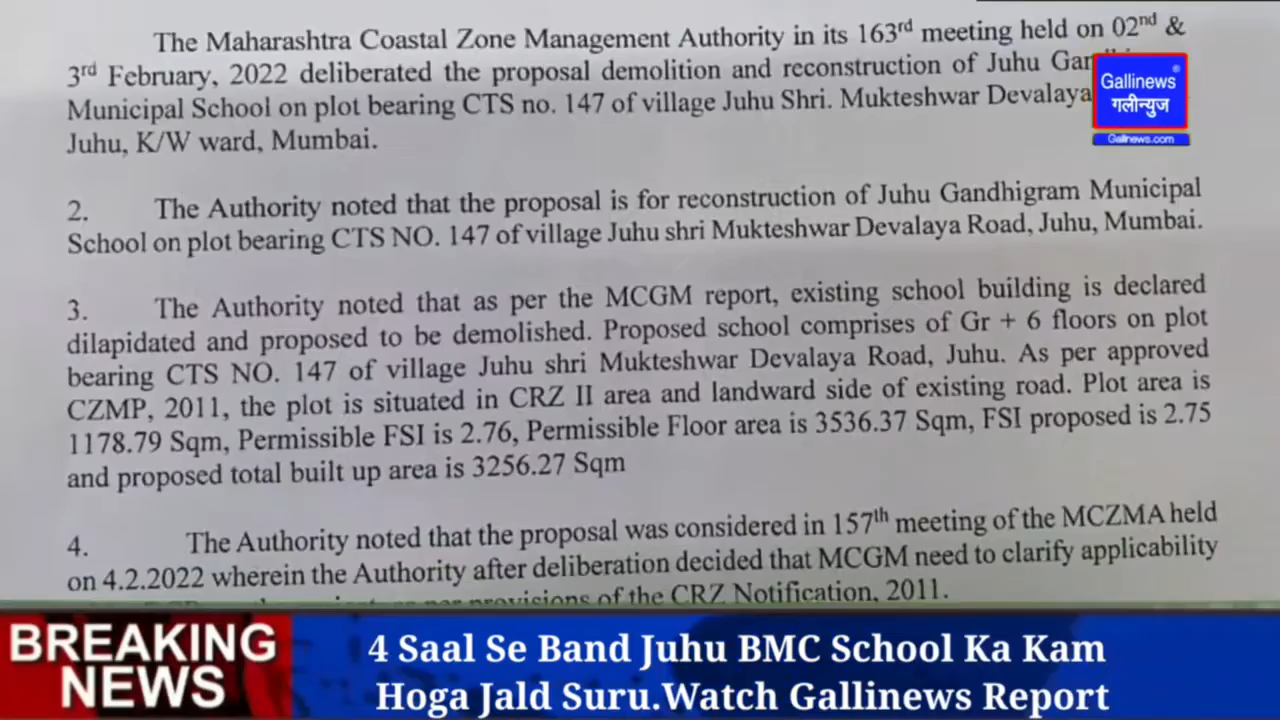 The Maharashtra Coastal Zone Management Authority in its 163rd meeting held on 02nd &
3rd February, 2022 deliberated the proposal demolition and reconstruction of Juhu
Municipal School on plot bearing CTS no. 147 of village Juhu Shri. Mukteshwar Devalaya
Juhu, K/W ward, Mumbai.
Gallinews
गलीन्युज
Gallinews.com
2. The Authority noted that the proposal is for reconstruction of Juhu Gandhigram Municipal
School on plot bearing CTS NO. 147 of village Juhu shri Mukteshwar Devalaya Road, Juhu, Mumbai.
3. The Authority noted that as per the MCGM report, existing school building is declared
dilapidated and proposed to be demolished. Proposed school comprises of Gr + 6 floors on plot
bearing CTS NO. 147 of village Juhu shri Mukteshwar Devalaya Road, Juhu. As per approved
CZMP, 2011, the plot is situated in CRZ II area and landward side of existing road. Plot area is
1178.79 Sqm, Permissible FSI is 2.76, Permissible Floor area is 3536.37 Sqm, FSI proposed is 2.75
and proposed total built up area is 3256.27 Sqm
4. The Authority noted that the proposal was considered in 157th meeting of the MCZMA held
on 4.2.2022 wherein the Authority after deliberation decided that MCGM need to clarify applicability
provisions of the CRZ Notification, 2011.
BREAKING
NEWS
4 Saal Se Band Juhu BMC School Ka Kam
Hoga Jald Suru.Watch Gallinews Report